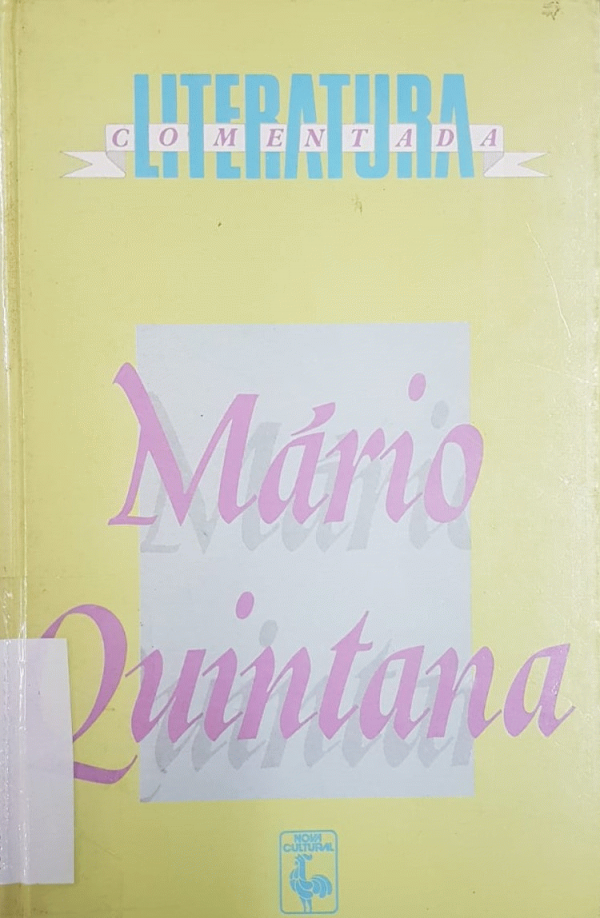 LITERATURA
COMENTADA
Mário
Quintana
NOVA
CULTURAL